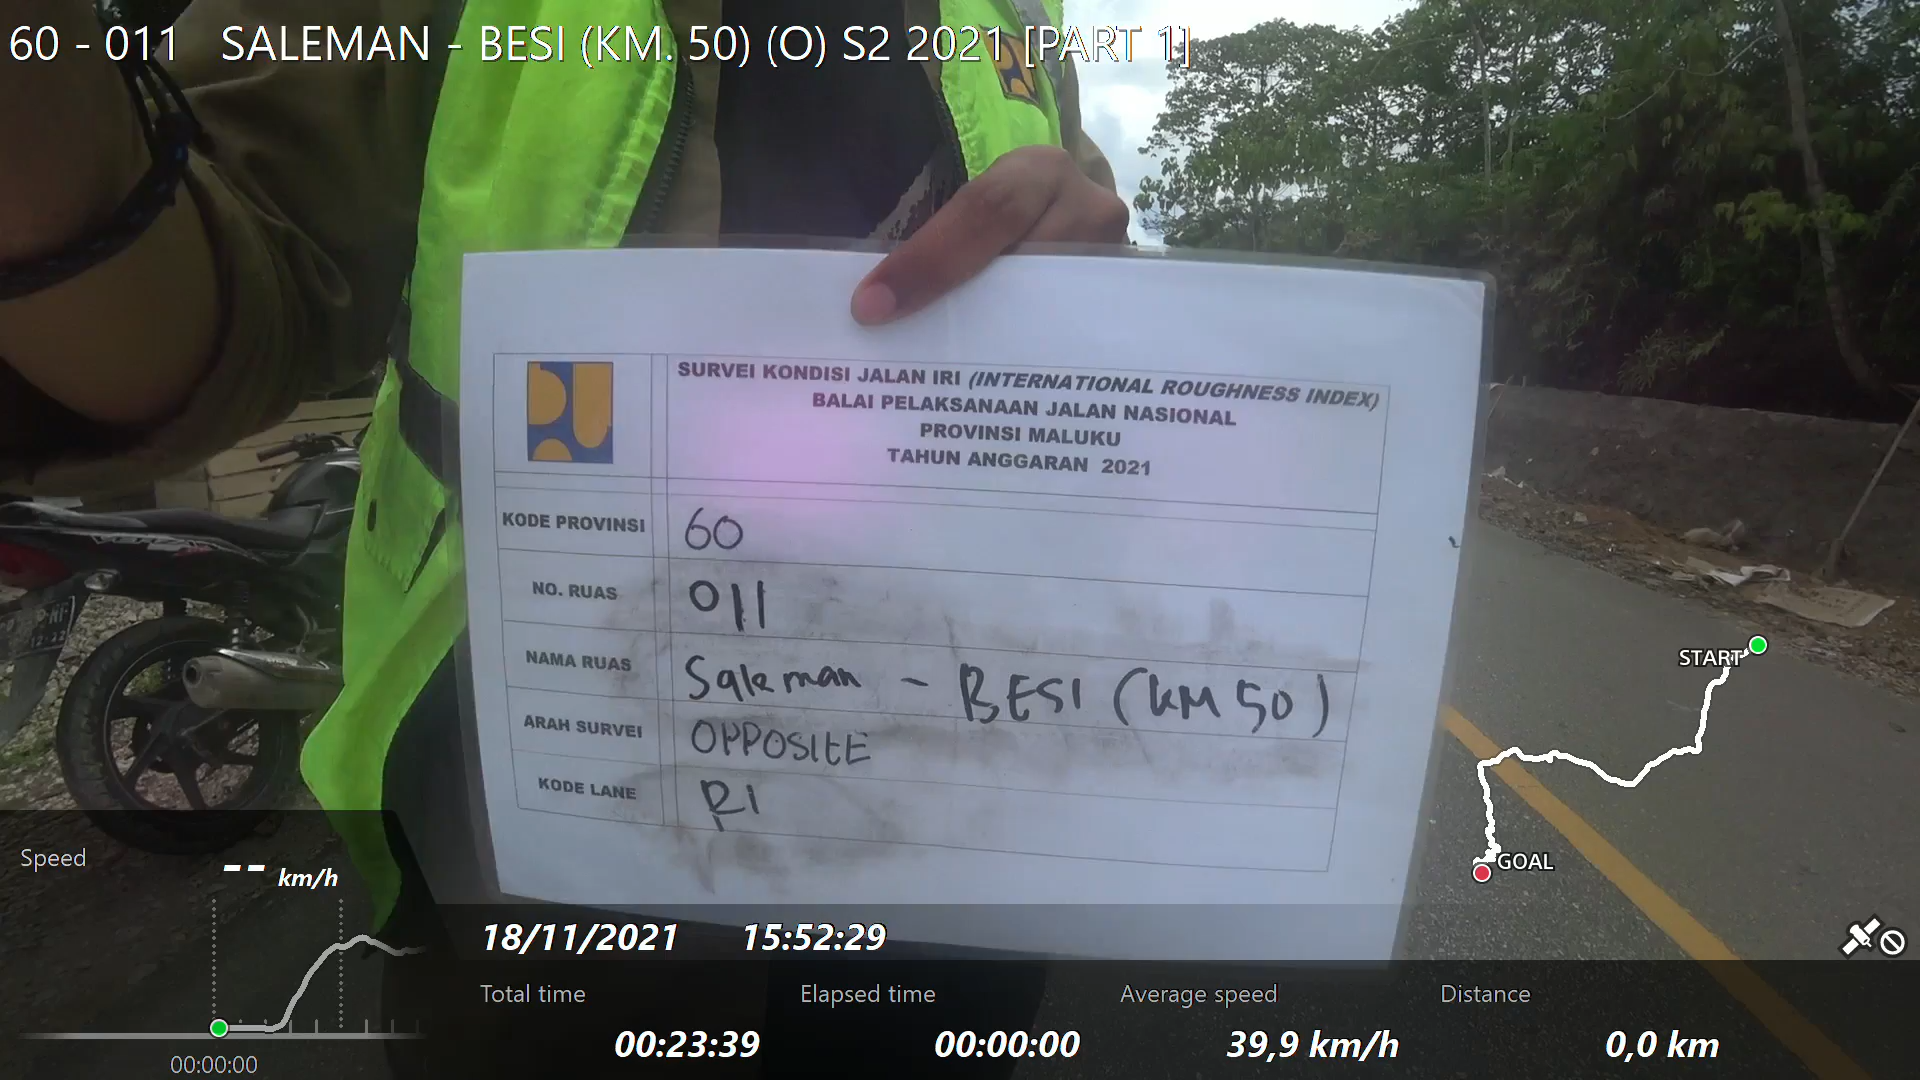 60 - 011 SALEMAN - BESI (KM. 50) (O) S2 2021 [PART 1]
SURVEI KONDISI JALAN IRI (INTERNATIONAL ROUGHNESS INDEX)
BALAI PELAKSANAAN JALAN NASIONAL
PROVINSI MALUKU
TAHUN ANGGARAN 2021
KODE PROVINSI 60
NO. RUAS 011
NAMA RUAS Saleman - BESI (KM 50)
ARAH SURVEI OPPOSITE
KODE LANE R1
VERZA
12.22
START
GOAL
Speed
-- km/h
00:00:00
18/11/2021 15:52:29
Total time Elapsed time Average speed Distance
00:23:39 00:00:00 39,9 km/h 0,0 km